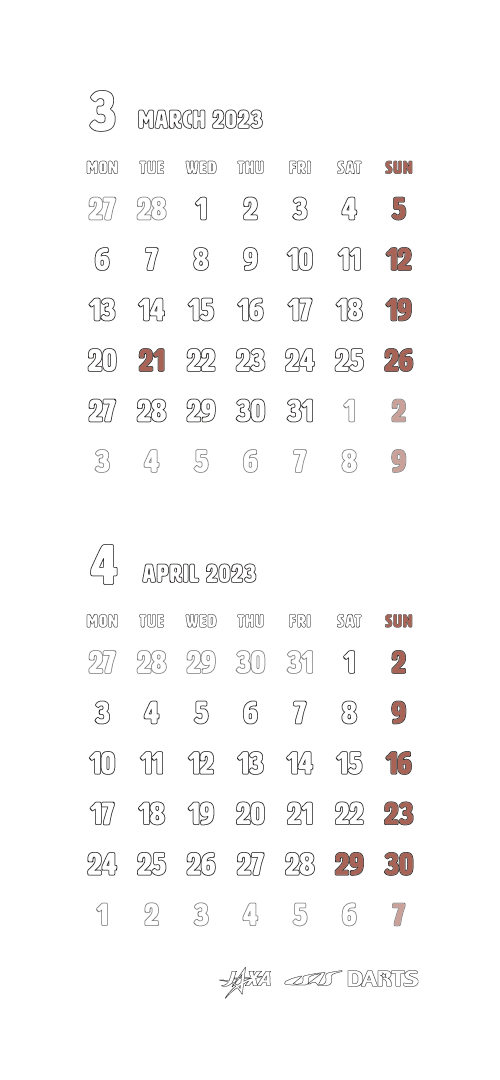 3 MARCH 2023
MON TUE WED THU FRI SAT SUN
27 28 1 2 3 4 5
6 7 8 9 10 11 12
13 14 15 16 17 18 19
20 21 22 23 24 25 26
27 28 29 30 31 1 2
3 4 5 6 7 8 9
4 APRIL 2023
MON TUE WED THU FRI SAT SUN
27 28 29 30 31 1 2
3 4 5 6 7 8 9
10 11 12 13 14 15 16
17 18 19 20 21 22 23
24 25 26 27 28 29 30
1 2 3 4 5 6 7
JAXA ISAS DARTS